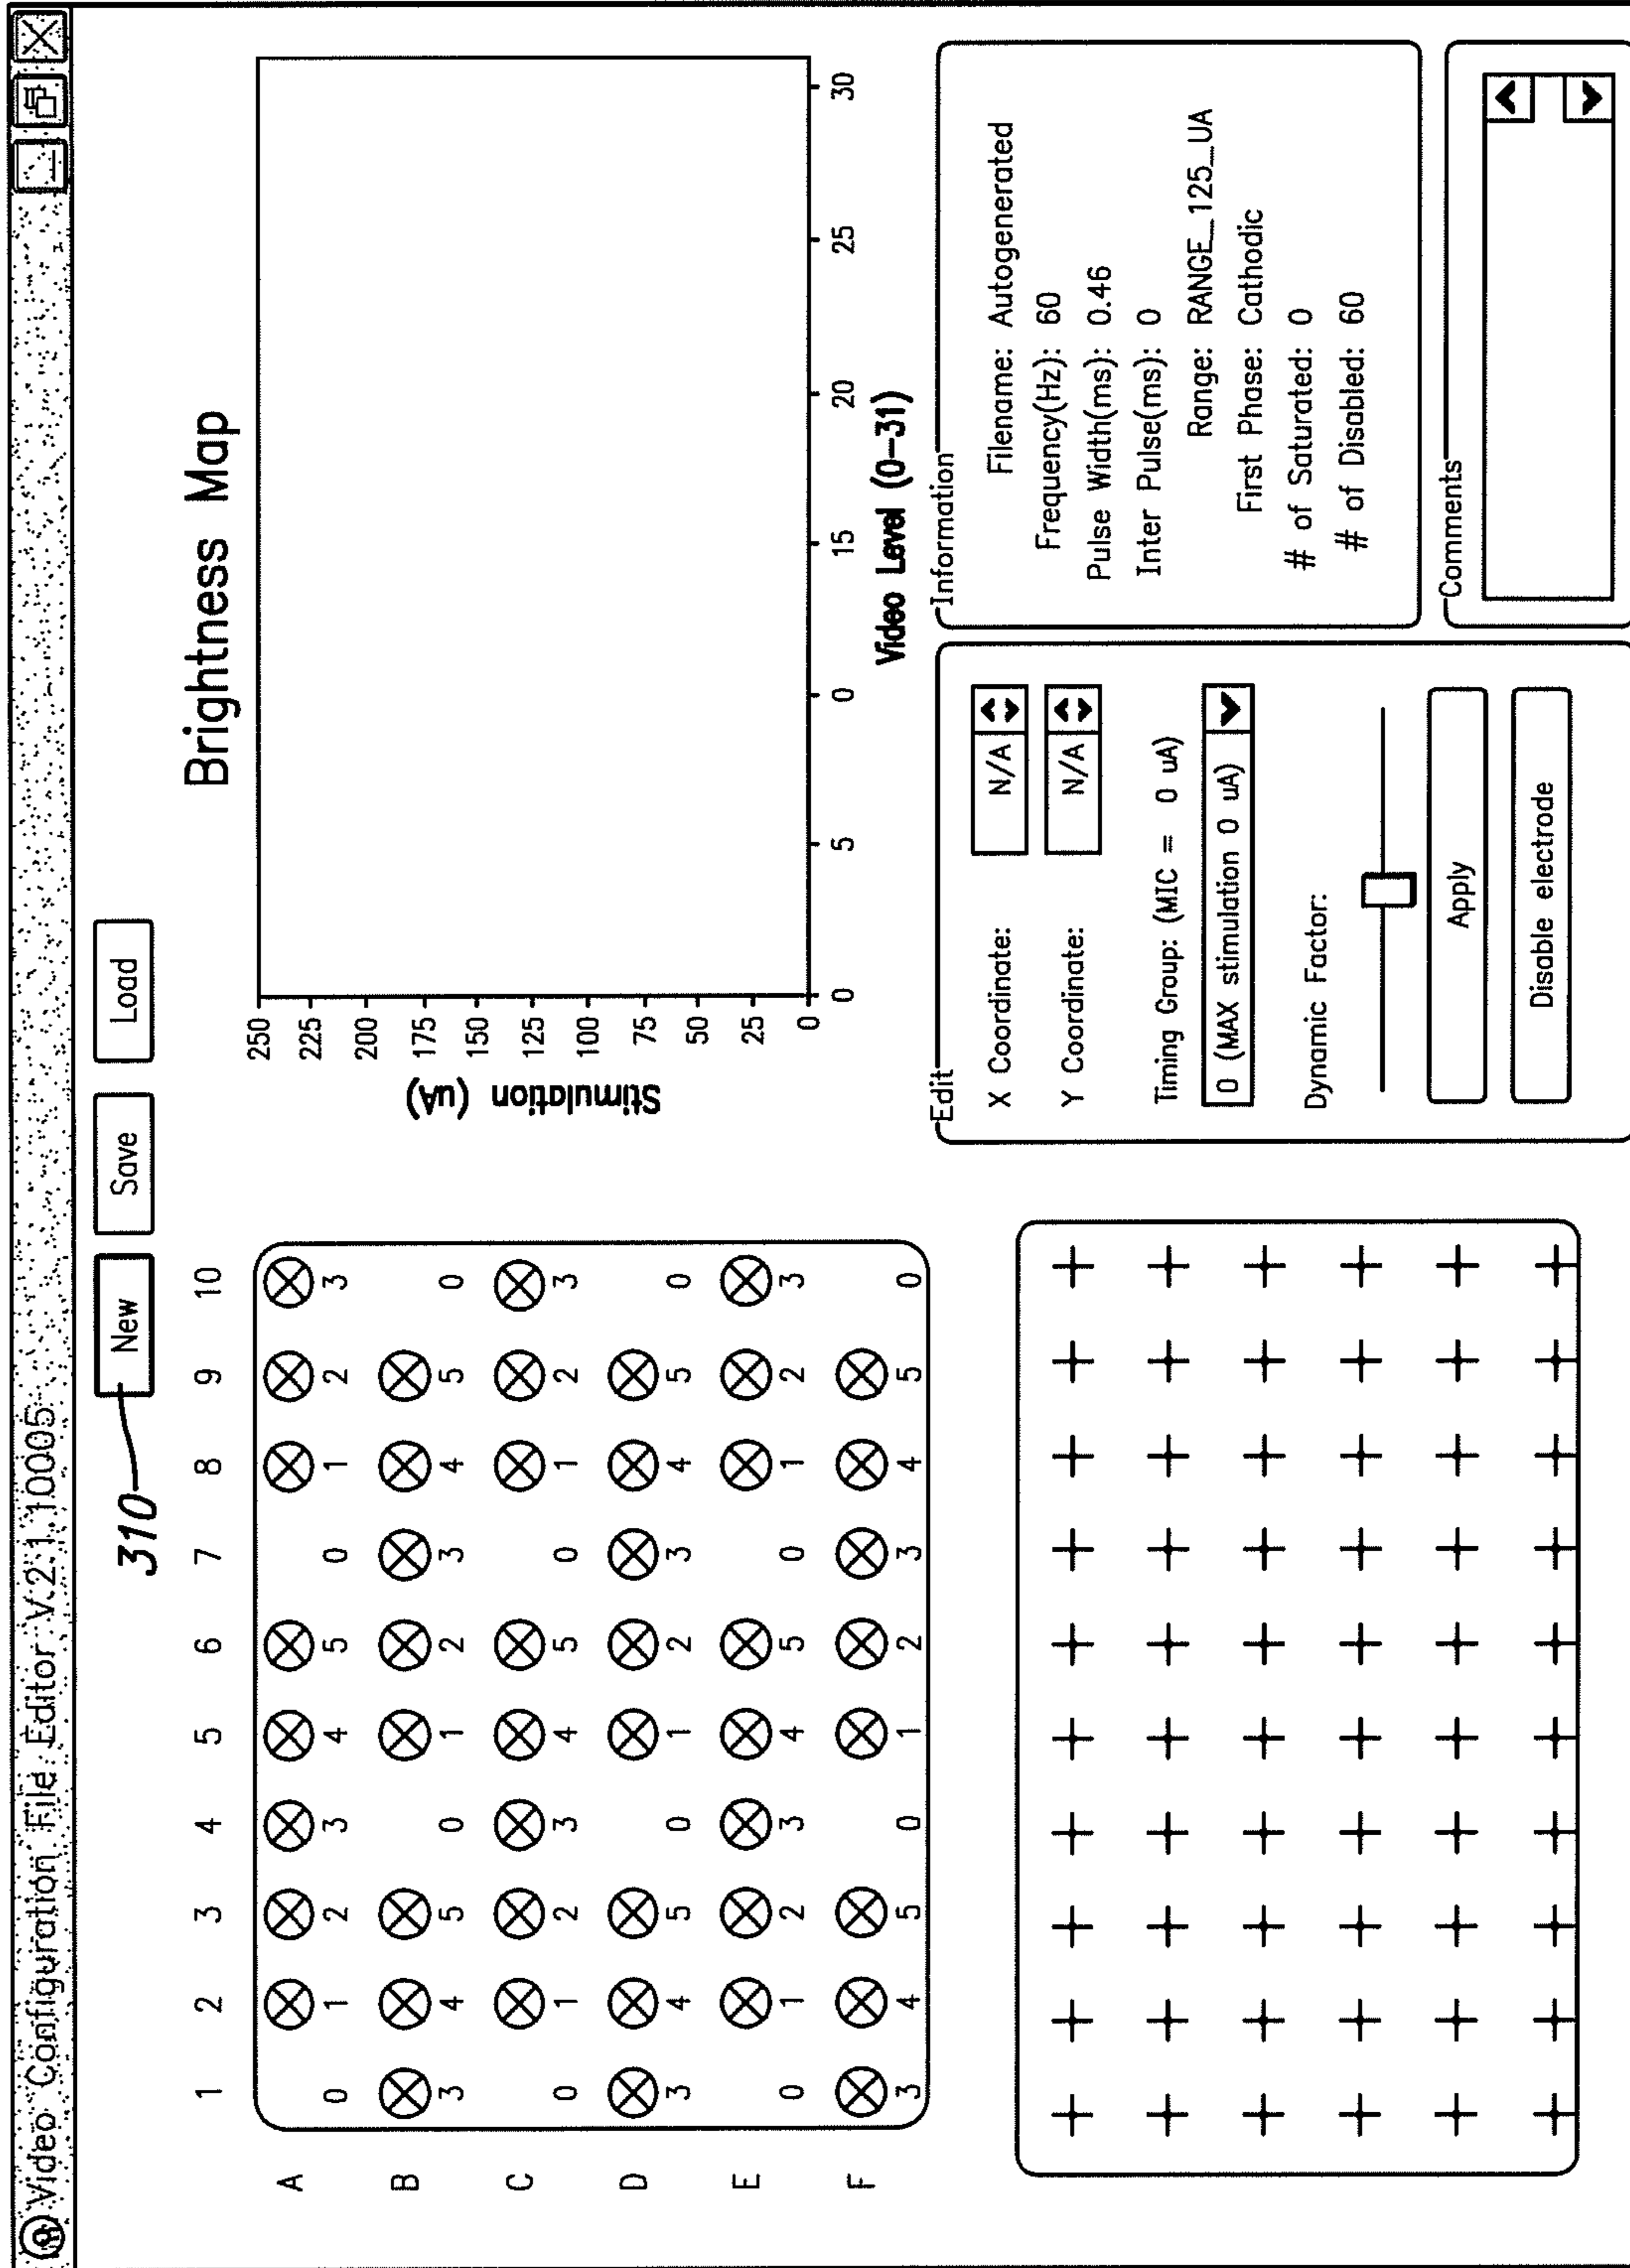 Video Configuration File Editor V.2.1.10005
New Save Load
310
1 2 3 4 5 6 7 8 9 10
A
0 1 2 3 4 5 0 1 2 3
B
3 4 5 0 1 2 3 4 5 0
C
0 1 2 3 4 5 0 1 2 3
D
3 4 5 0 1 2 3 4 5 0
E
0 1 2 3 4 5 0 1 2 3
F
3 4 5 0 1 2 3 4 5 0
Brightness Map
Stimulation (uA)
250
225
200
175
150
125
100
75
50
25
0
0 5 0 15 20 25 30
Video Level (0-31)
Edit
X Coordinate: N/A
Y Coordinate: N/A
Timing Group: (MIC = 0 uA)
0 (MAX stimulation 0 uA)
Dynamic Factor:
Apply
Disable electrode
Information
Filename: Autogenerated
Frequency(Hz): 60
Pulse Width(ms): 0.46
Inter Pulse(ms): 0
Range: RANGE_125_UA
First Phase: Cathodic
# of Saturated: 0
# of Disabled: 60
Comments